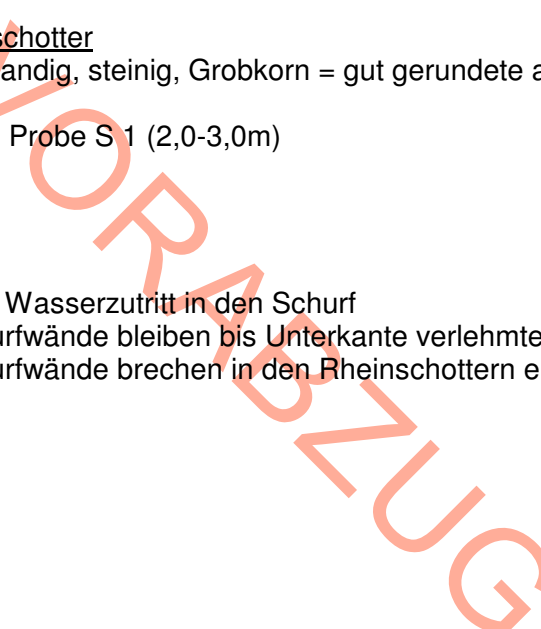 schotter
andig, steinig, Grobkorn = gut gerundete a
Probe S 1 (2,0-3,0m)
Wasserzutritt in den Schurf
urfwände bleiben bis Unterkante verlehmte
urfwände brechen in den Rheinschottern e
VORABZUG